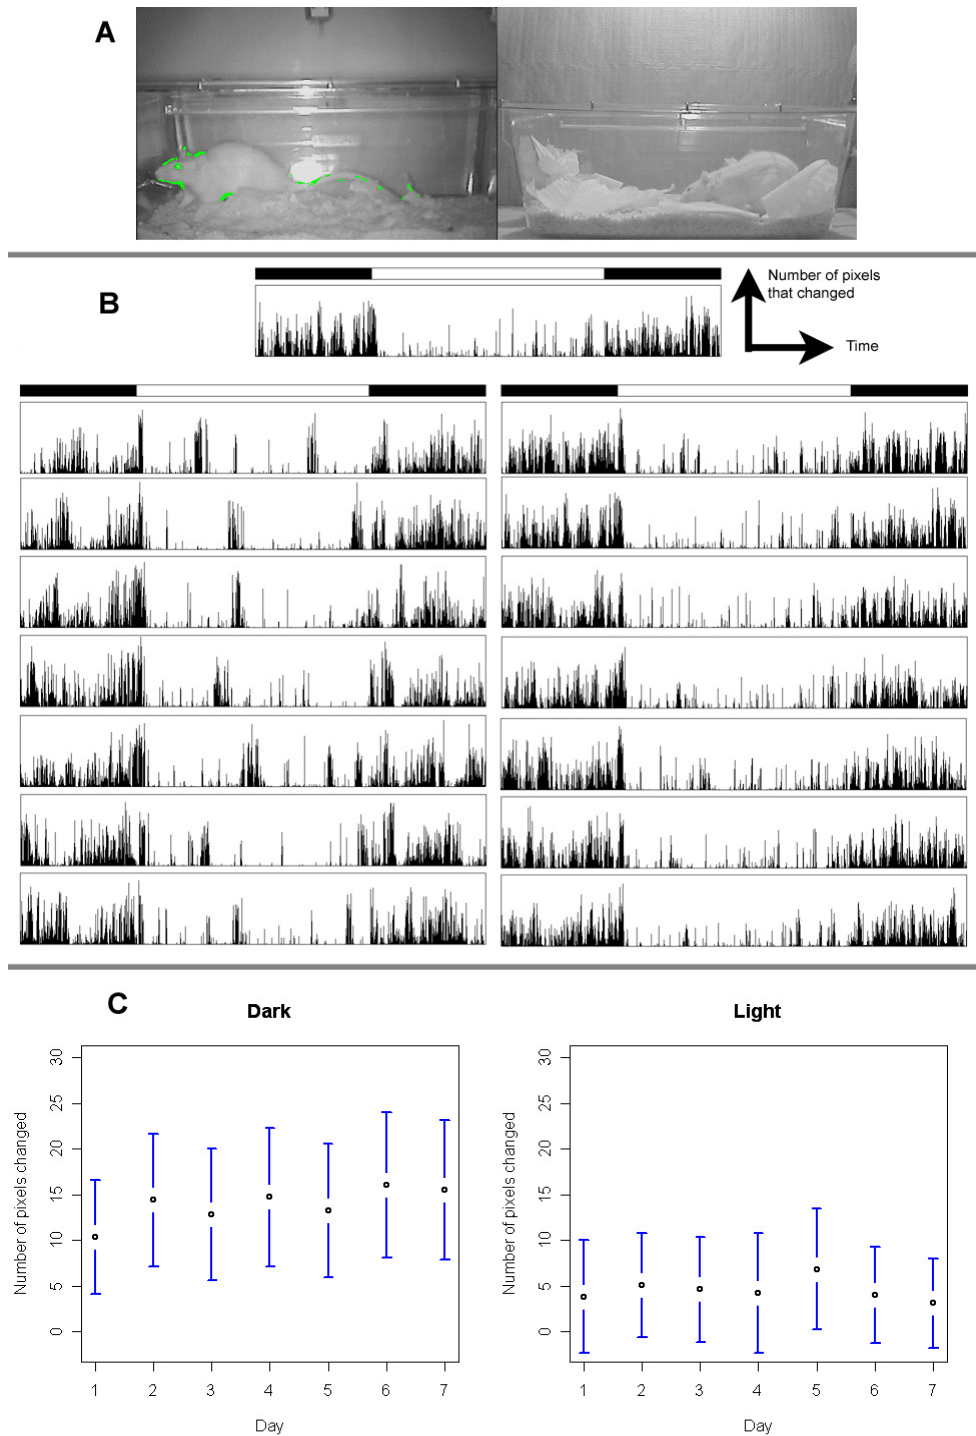 A
B
Number of pixels
that changed
Time
C
Dark
Light
Number of pixels changed
30
25
20
15
10
5
0
1 2 3 4 5 6 7
Day
Number of pixels changed
30
25
20
15
10
5
0
1 2 3 4 5 6 7
Day